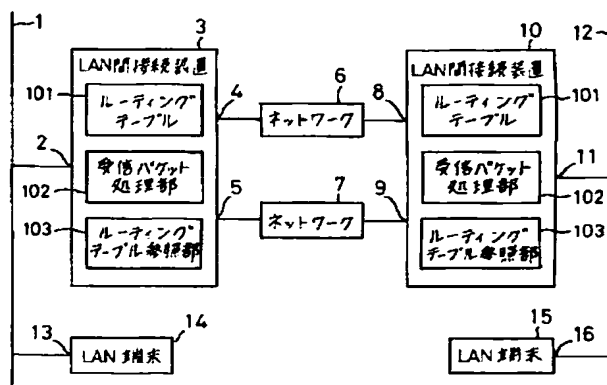 1
3
10
12
LAN間接続装置
LAN間接続装置
101
ルーティング
テーブル
4
6
ネットワーク
8
ルーティング
テーブル
101
2
受信パケット
処理部
102
受信パケット
処理部
11
102
5
7
ネットワーク
9
103
ルーティング
テーブル参照部
ルーティング
テーブル参照部
103
13
14
LAN端末
15
LAN端末
16